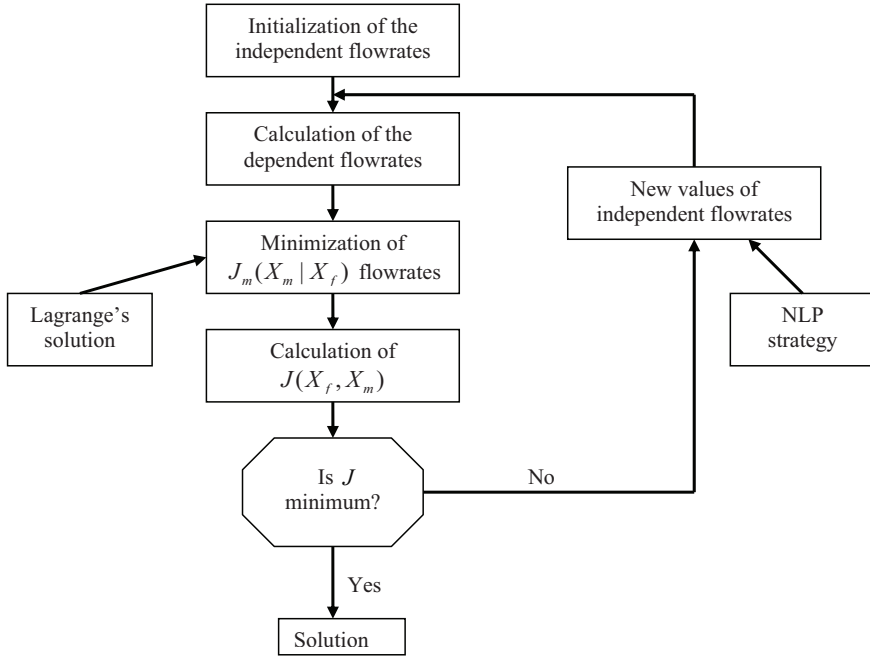 Initialization of the
independent flowrates
Calculation of the
dependent flowrates
New values of
independent flowrates
Minimization of
J_m(X_m | X_f) flowrates
Lagrange's
solution
NLP
strategy
Calculation of
J(X_f, X_m)
Is J
minimum?
No
Yes
Solution